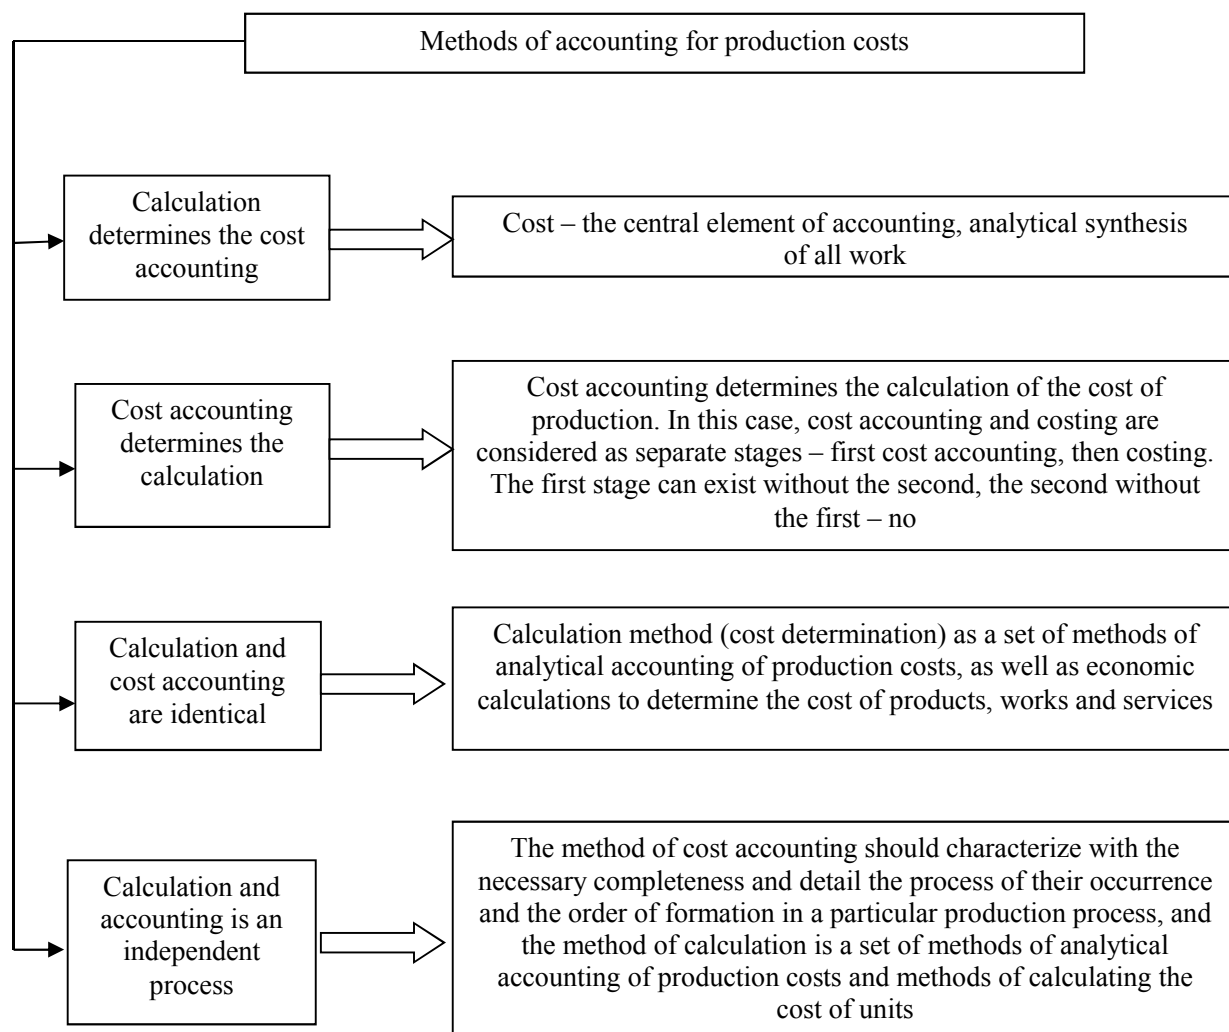 Methods of accounting for production costs
Calculation
determines the cost
accounting
Cost – the central element of accounting, analytical synthesis
of all work
Cost accounting
determines the
calculation
Cost accounting determines the calculation of the cost of
production. In this case, cost accounting and costing are
considered as separate stages – first cost accounting, then costing.
The first stage can exist without the second, the second without
the first – no
Calculation and
cost accounting
are identical
Calculation method (cost determination) as a set of methods of
analytical accounting of production costs, as well as economic
calculations to determine the cost of products, works and services
Calculation and
accounting is an
independent
process
The method of cost accounting should characterize with the
necessary completeness and detail the process of their occurrence
and the order of formation in a particular production process, and
the method of calculation is a set of methods of analytical
accounting of production costs and methods of calculating the
cost of units